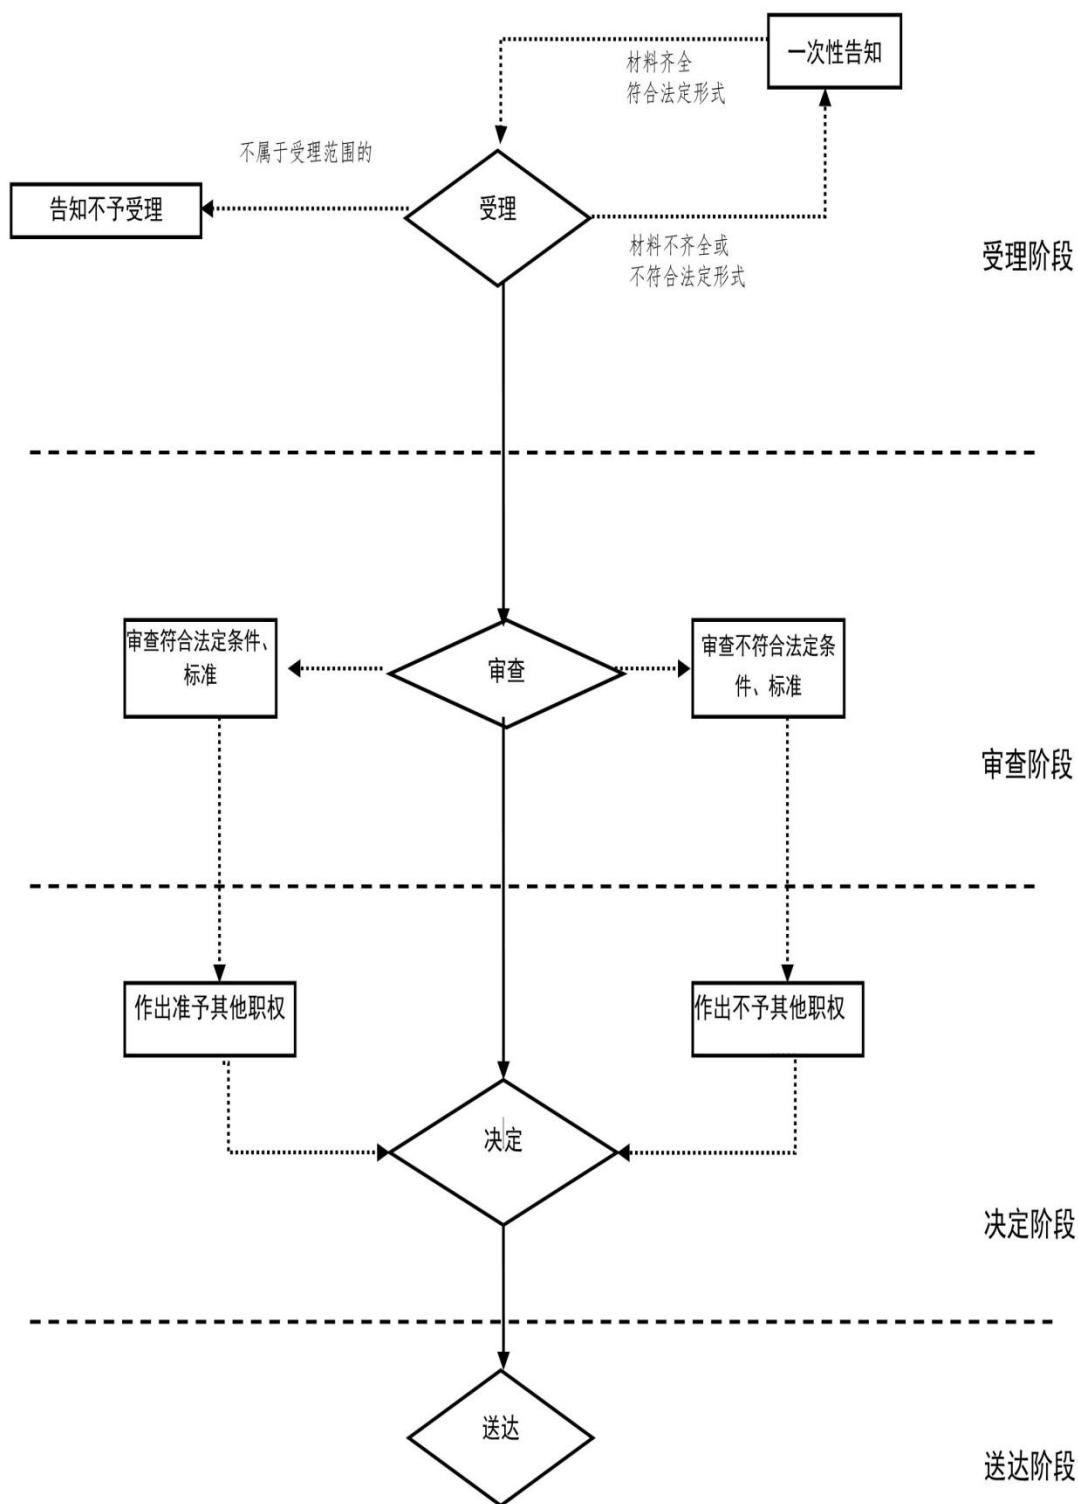 一次性告知
材料齐全
符合法定形式
不属于受理范围的
告知不予受理
受理
材料不齐全或
不符合法定形式
受理阶段
审查符合法定条件、
标准
审查
审查不符合法定条
件、标准
审查阶段
作出准予其他职权
作出不予其他职权
决定
决定阶段
送达
送达阶段